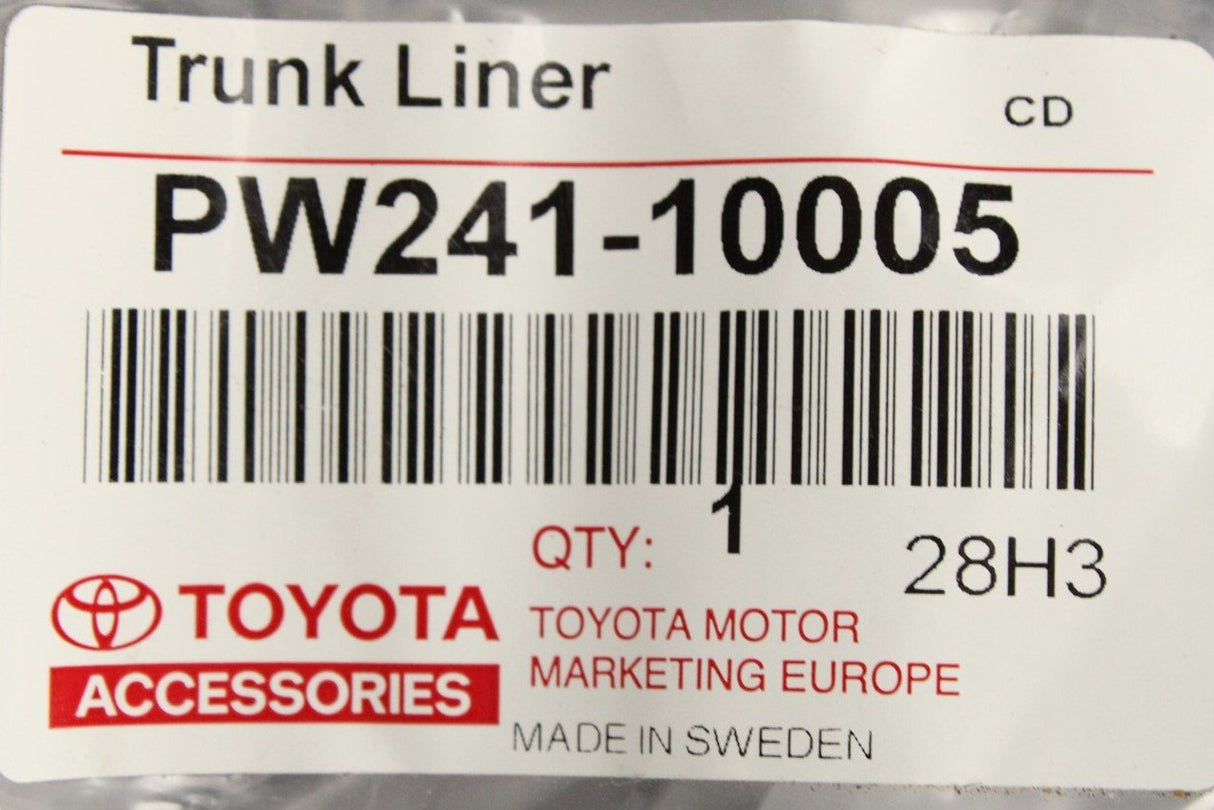 Trunk Liner
CD
PW241-10005
QTY: 1
28H3
TOYOTA
ACCESSORIES
TOYOTA MOTOR
MARKETING EUROPE
MADE IN SWEDEN